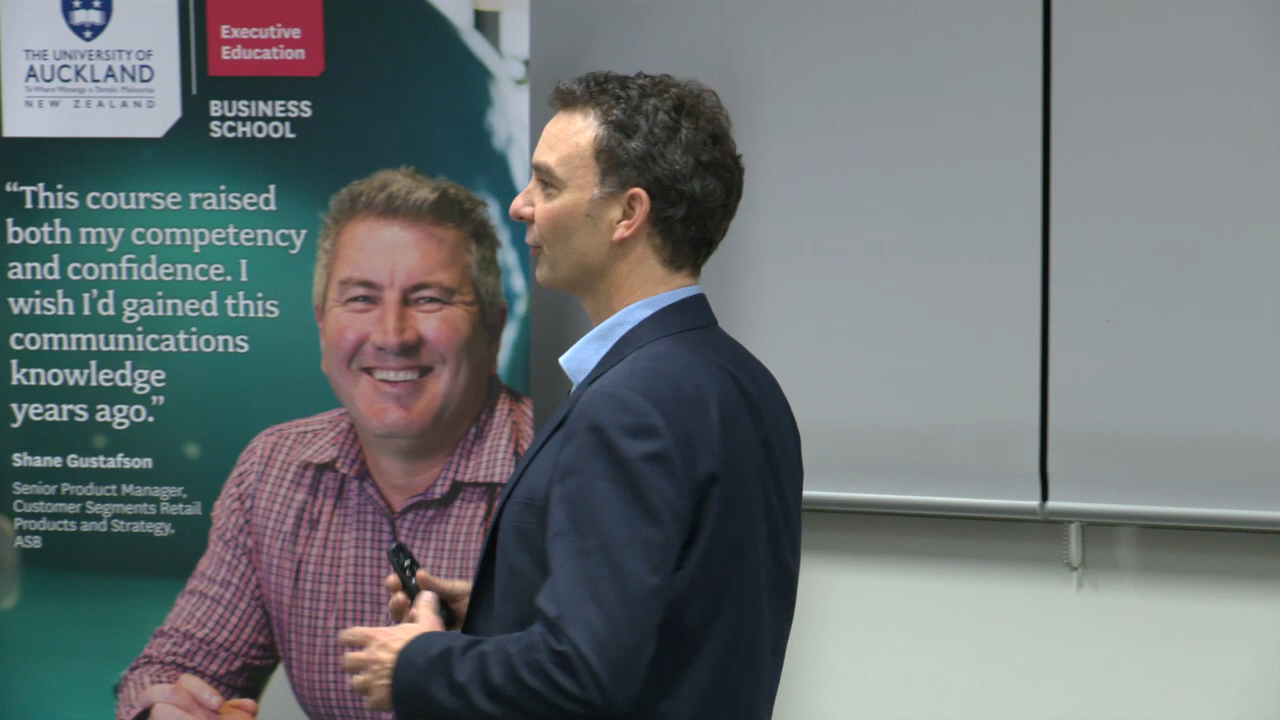 THE UNIVERSITY OF
AUCKLAND
NEW ZEALAND
Executive
Education
BUSINESS
SCHOOL
“This course raised
both my competency
and confidence. I
wish I’d gained this
communications
knowledge
years ago.”
Shane Gustafson
Senior Product Manager,
Customer Segments Retail
Products and Strategy,
ASB